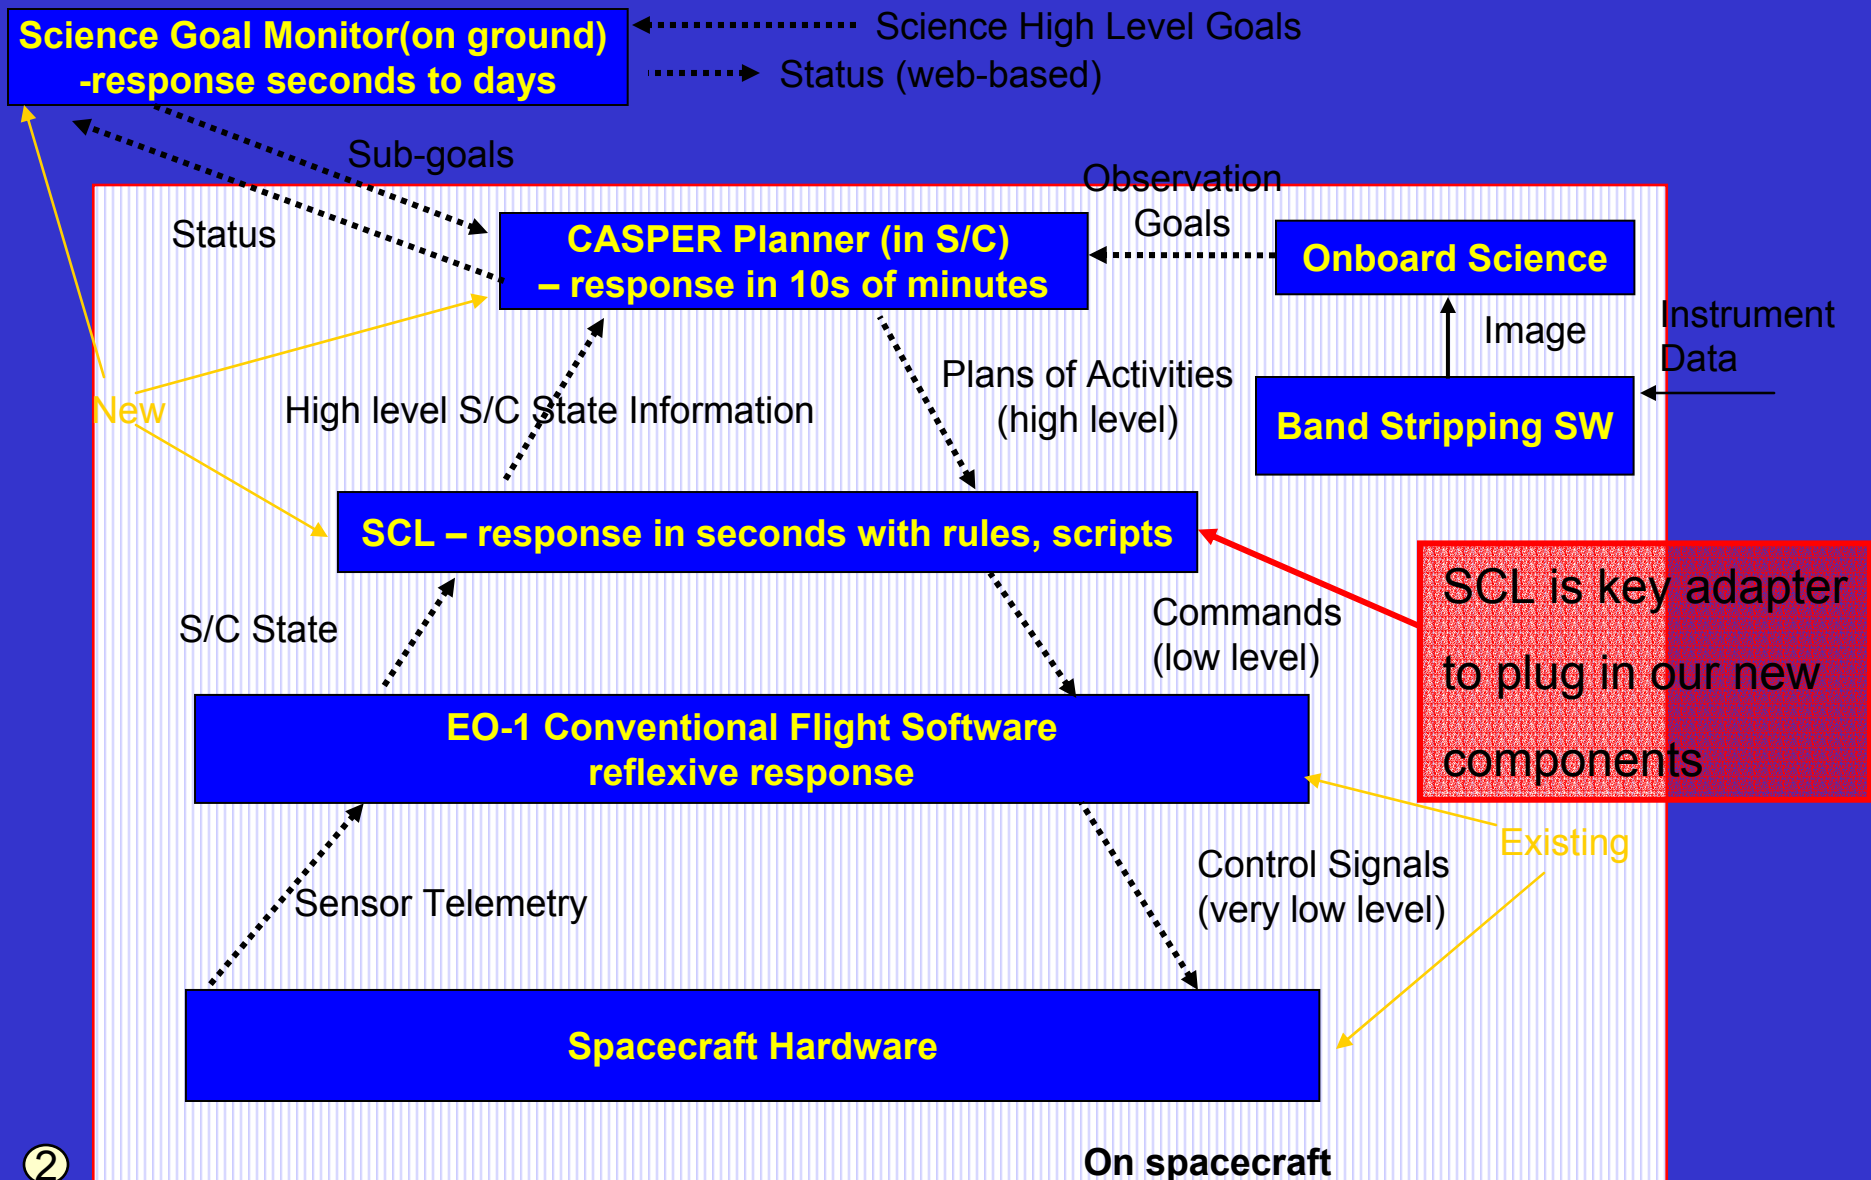 Science Goal Monitor(on ground)
-response seconds to days
Science High Level Goals
Status (web-based)
Sub-goals
Status
Observation
Goals
CASPER Planner (in S/C)
– response in 10s of minutes
Onboard Science
Image
Instrument
Data
Band Stripping SW
New
High level S/C State Information
Plans of Activities
(high level)
SCL – response in seconds with rules, scripts
SCL is key adapter
to plug in our new
components
S/C State
Commands
(low level)
EO-1 Conventional Flight Software
reflexive response
Existing
Sensor Telemetry
Control Signals
(very low level)
Spacecraft Hardware
On spacecraft
2